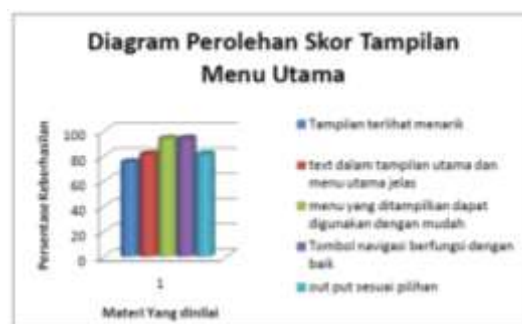 Diagram Perolehan Skor Tampilan
Menu Utama
Persentase Keberhasilan
100
80
60
40
20
0
1
Materi Yang dinilai
Tampilan terlihat menarik
text dalam tampilan utama dan
menu utama jelas
menu yang ditampilkan dapat
digunakan dengan mudah
Tombol navigasi berfungsi dengan
baik
out put sesuai pilihan